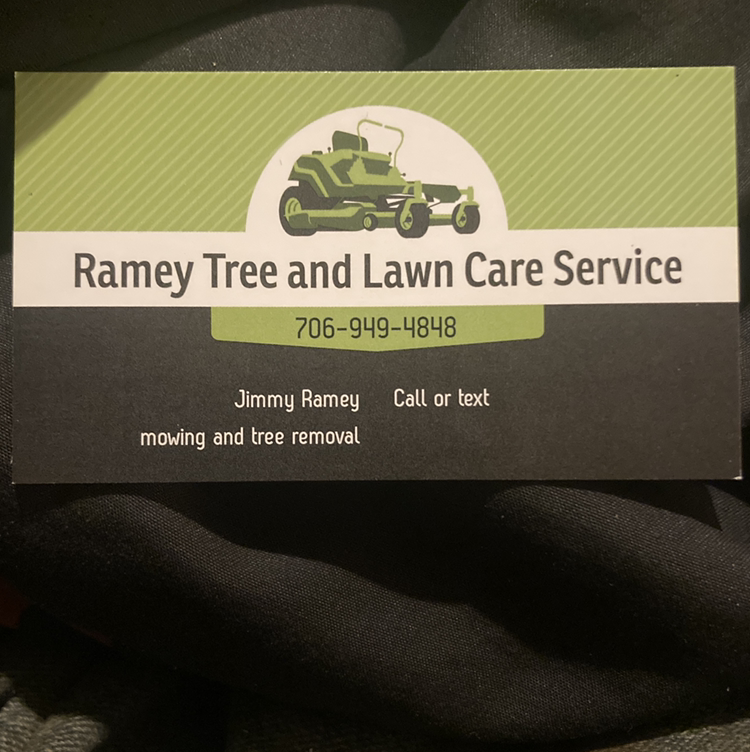 Ramey Tree and Lawn Care Service
706-949-4848
Jimmy Ramey Call or text
mowing and tree removal